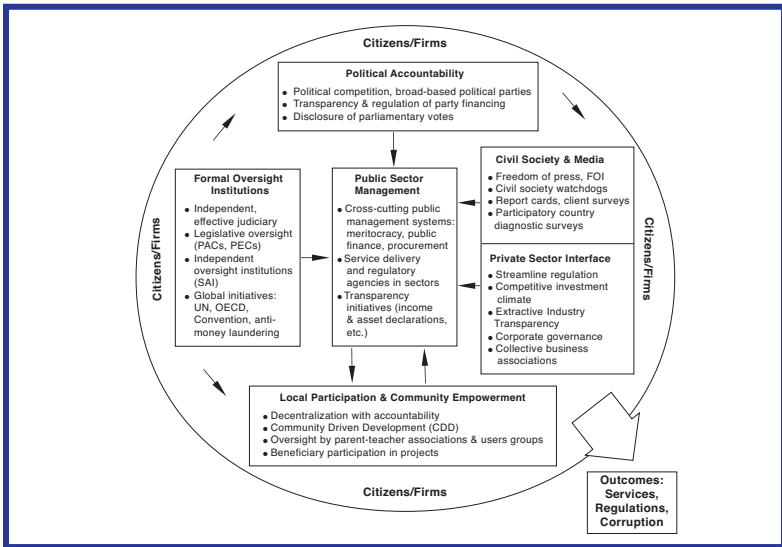 Citizens/Firms
Political Accountability
• Political competition, broad-based political parties
• Transparency & regulation of party financing
• Disclosure of parliamentary votes
Formal Oversight
Institutions
• Independent,
effective judiciary
• Legislative oversight
(PACs, PECs)
• Independent
oversight institutions
(SAI)
• Global initiatives:
UN, OECD,
Convention, anti-
money laundering
Public Sector
Management
• Cross-cutting public
management systems:
meritocracy, public
finance, procurement
• Service delivery
and regulatory
agencies in sectors
• Transparency
initiatives (income
& asset declarations,
etc.)
Civil Society & Media
• Freedom of press, FOI
• Civil society watchdogs
• Report cards, client surveys
• Participatory country
diagnostic surveys
Private Sector Interface
• Streamline regulation
• Competitive investment
climate
• Extractive Industry
Transparency
• Corporate governance
• Collective business
associations
Citizens/Firms
Citizens/Firms
Local Participation & Community Empowerment
• Decentralization with accountability
• Community Driven Development (CDD)
• Oversight by parent-teacher associations & users groups
• Beneficiary participation in projects
Citizens/Firms
Outcomes:
Services,
Regulations,
Corruption